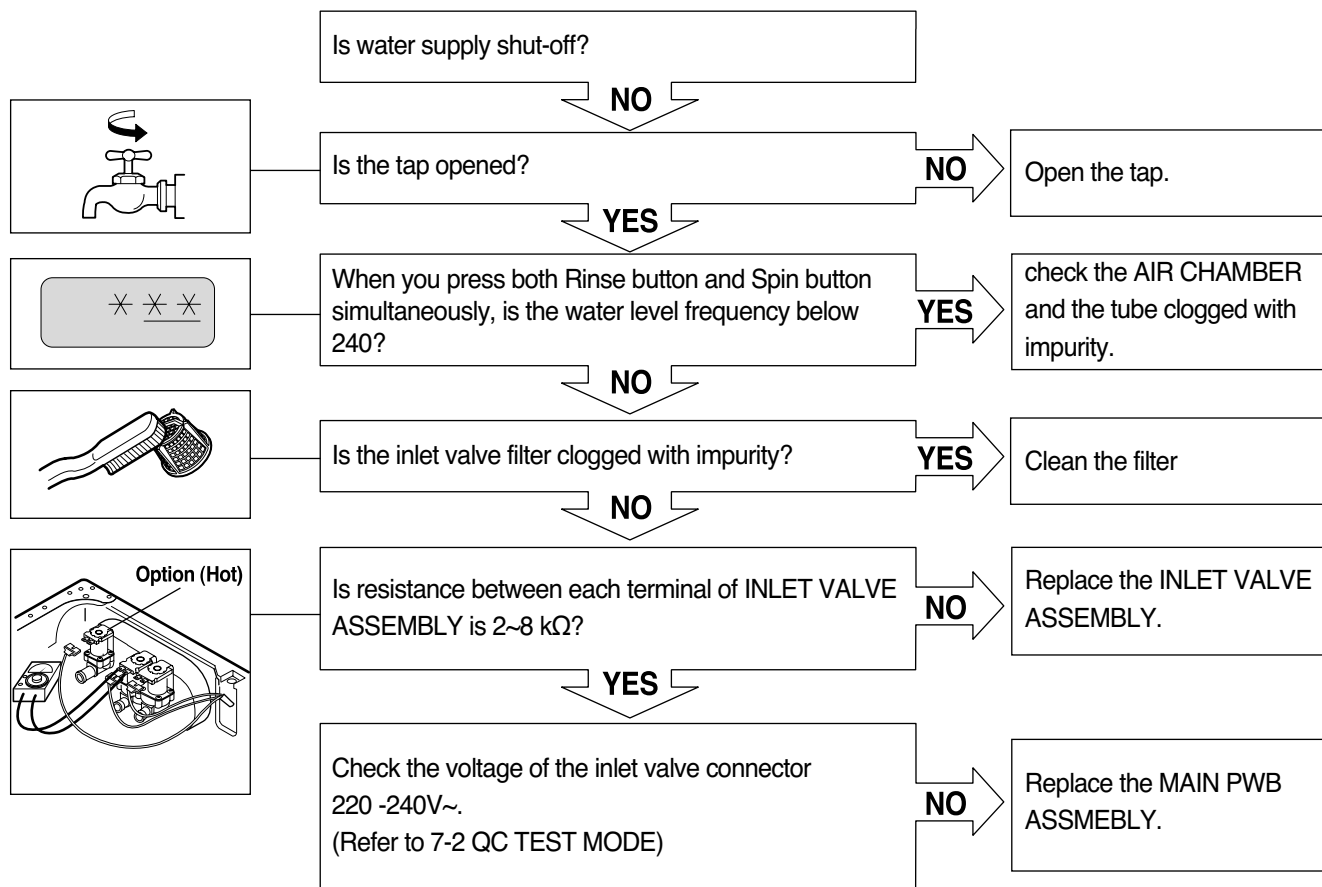 Is water supply shut-off?
NO
Is the tap opened?
NO
Open the tap.
YES
When you press both Rinse button and Spin button
simultaneously, is the water level frequency below
240?
YES
check the AIR CHAMBER
and the tube clogged with
impurity.
NO
Is the inlet valve filter clogged with impurity?
YES
Clean the filter
NO
Option (Hot)
Is resistance between each terminal of INLET VALVE
ASSEMBLY is 2~8 kΩ?
NO
Replace the INLET VALVE
ASSEMBLY.
YES
Check the voltage of the inlet valve connector
220 -240V~.
(Refer to 7-2 QC TEST MODE)
NO
Replace the MAIN PWB
ASSMEBLY.